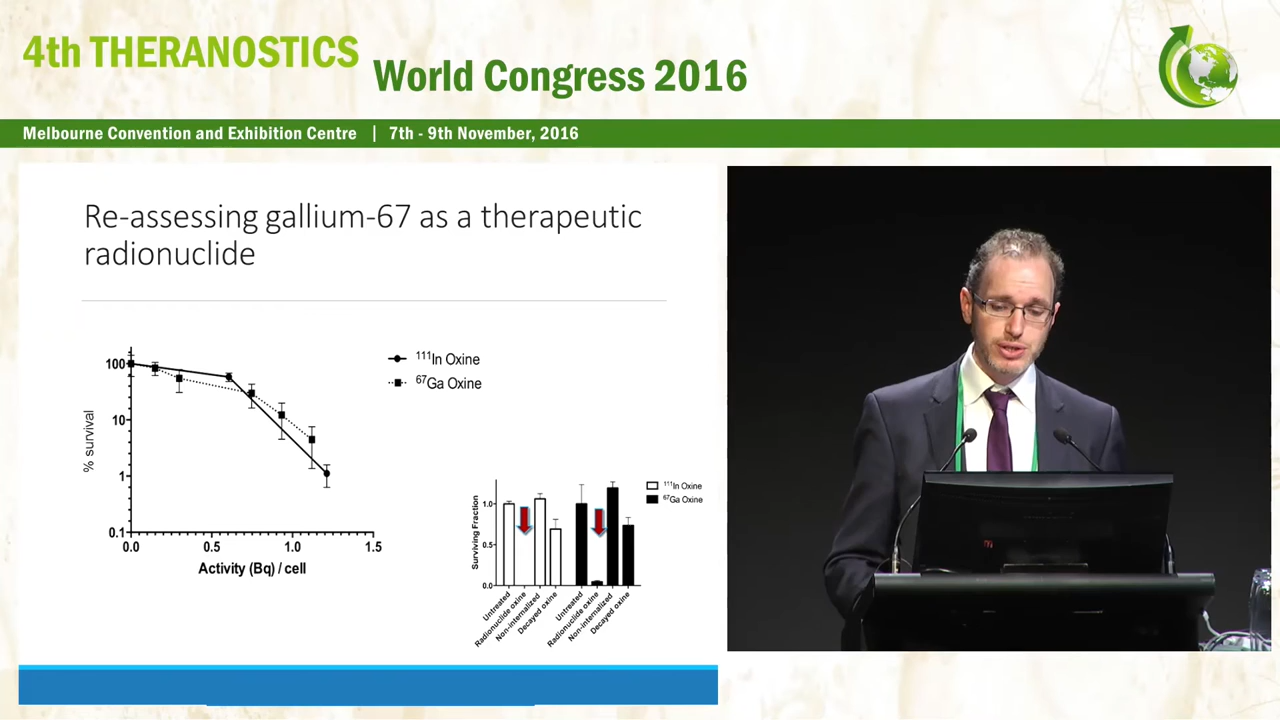 4th THERANOSTICS
World Congress 2016
Melbourne Convention and Exhibition Centre | 7th - 9th November, 2016
Re-assessing gallium-67 as a therapeutic
radionuclide
% survival
100
10
1
0.1
0.0 0.5 1.0 1.5
Activity (Bq) / cell
¹¹¹In Oxine
⁶⁷Ga Oxine
Surviving Fraction
1.0
0.5
0.0
Untreated
Radionuclide oxine
Non-internalized
Decayed oxine
Untreated
Radionuclide oxine
Non-internalized
Decayed oxine
¹¹¹In Oxine
⁶⁷Ga Oxine